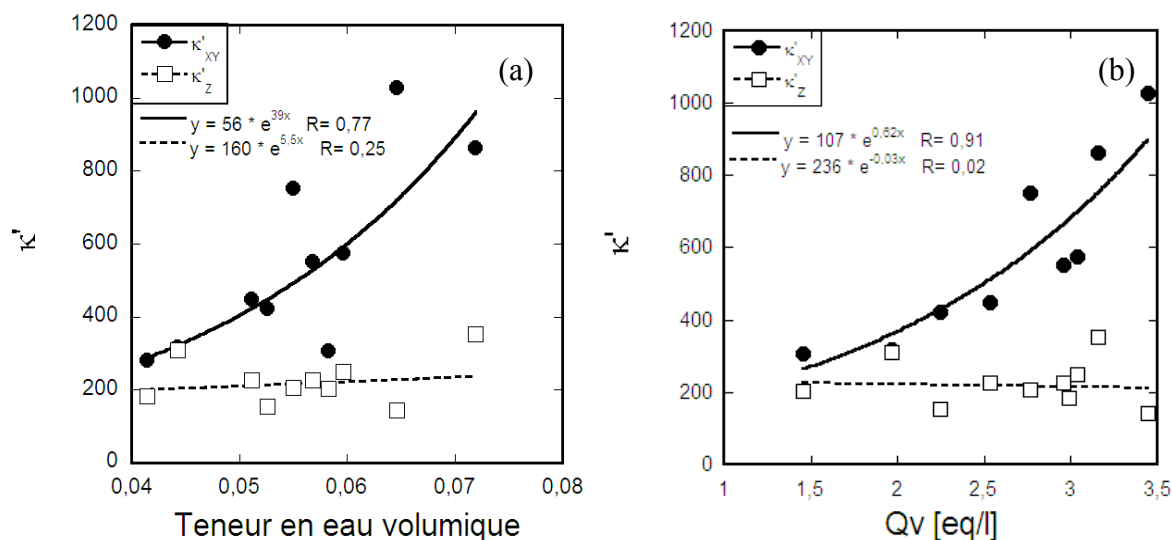 1200
1000
800
600
400
200
0
κ'
κ'XY
κ'Z
(a)
y = 56 * e^39x R= 0,77
y = 160 * e^5,5x R= 0,25
0,04 0,05 0,06 0,07 0,08
Teneur en eau volumique
1200
1000
800
600
400
200
0
κ'
κ'XY
κ'Z
(b)
y = 107 * e^0,62x R= 0,91
y = 236 * e^-0,03x R= 0,02
1 1,5 2 2,5 3 3,5
Qv [eq/l]